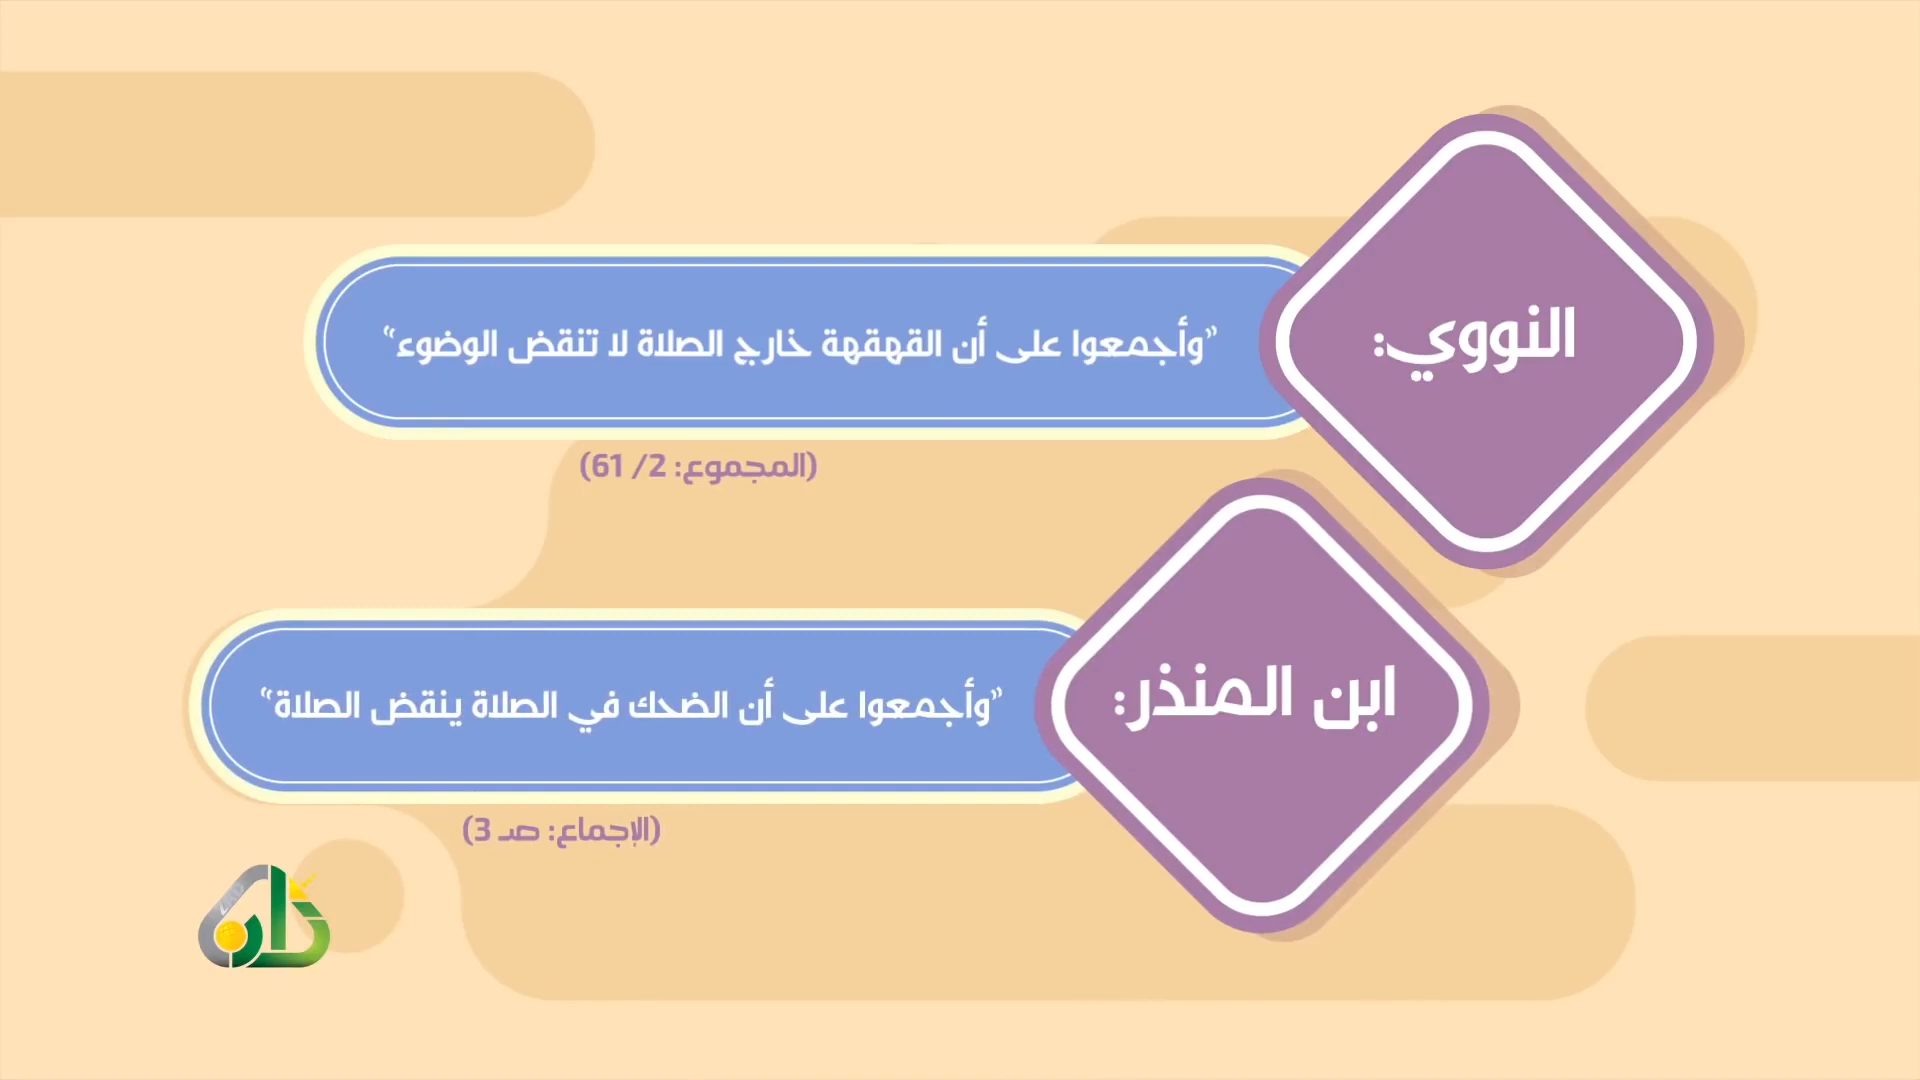 النووي:
"وأجمعوا على أن القهقهة خارج الصلاة لا تنقض الوضوء"
(المجموع: 2/ 61)
ابن المنذر:
"وأجمعوا على أن الضحك في الصلاة ينقض الصلاة"
(الإجماع: صـ 3)